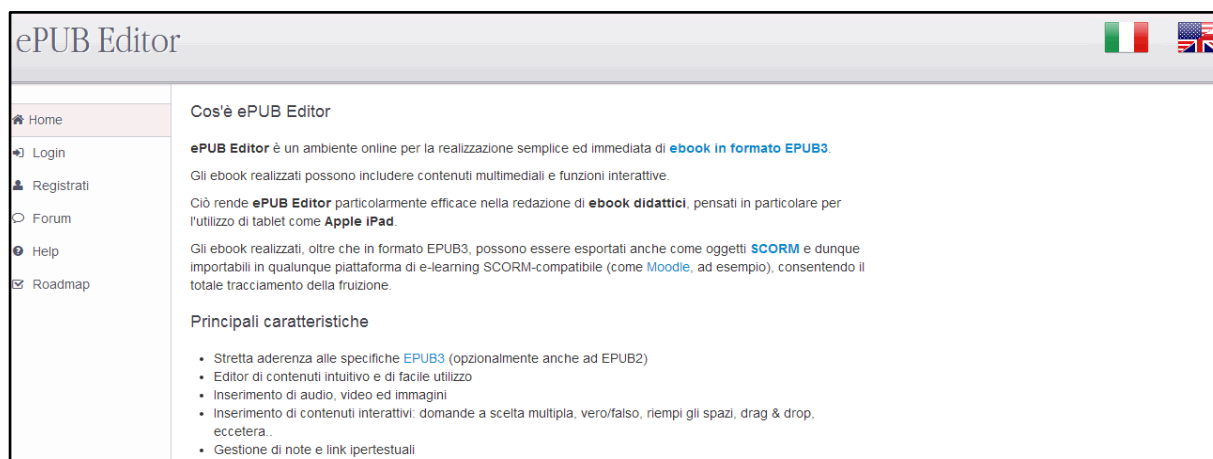 ePUB Editor
Home
Login
Registrati
Forum
Help
Roadmap
Cos'è ePUB Editor
ePUB Editor è un ambiente online per la realizzazione semplice ed immediata di ebook in formato EPUB3.
Gli ebook realizzati possono includere contenuti multimediali e funzioni interattive.
Ciò rende ePUB Editor particolarmente efficace nella redazione di ebook didattici, pensati in particolare per
l'utilizzo di tablet come Apple iPad.
Gli ebook realizzati, oltre che in formato EPUB3, possono essere esportati anche come oggetti SCORM e dunque
importabili in qualunque piattaforma di e-learning SCORM-compatibile (come Moodle, ad esempio), consentendo il
totale tracciamento della fruizione.
Principali caratteristiche
• Stretta aderenza alle specifiche EPUB3 (opzionalmente anche ad EPUB2)
• Editor di contenuti intuitivo e di facile utilizzo
• Inserimento di audio, video ed immagini
• Inserimento di contenuti interattivi: domande a scelta multipla, vero/falso, riempi gli spazi, drag & drop,
eccetera..
• Gestione di note e link ipertestuali